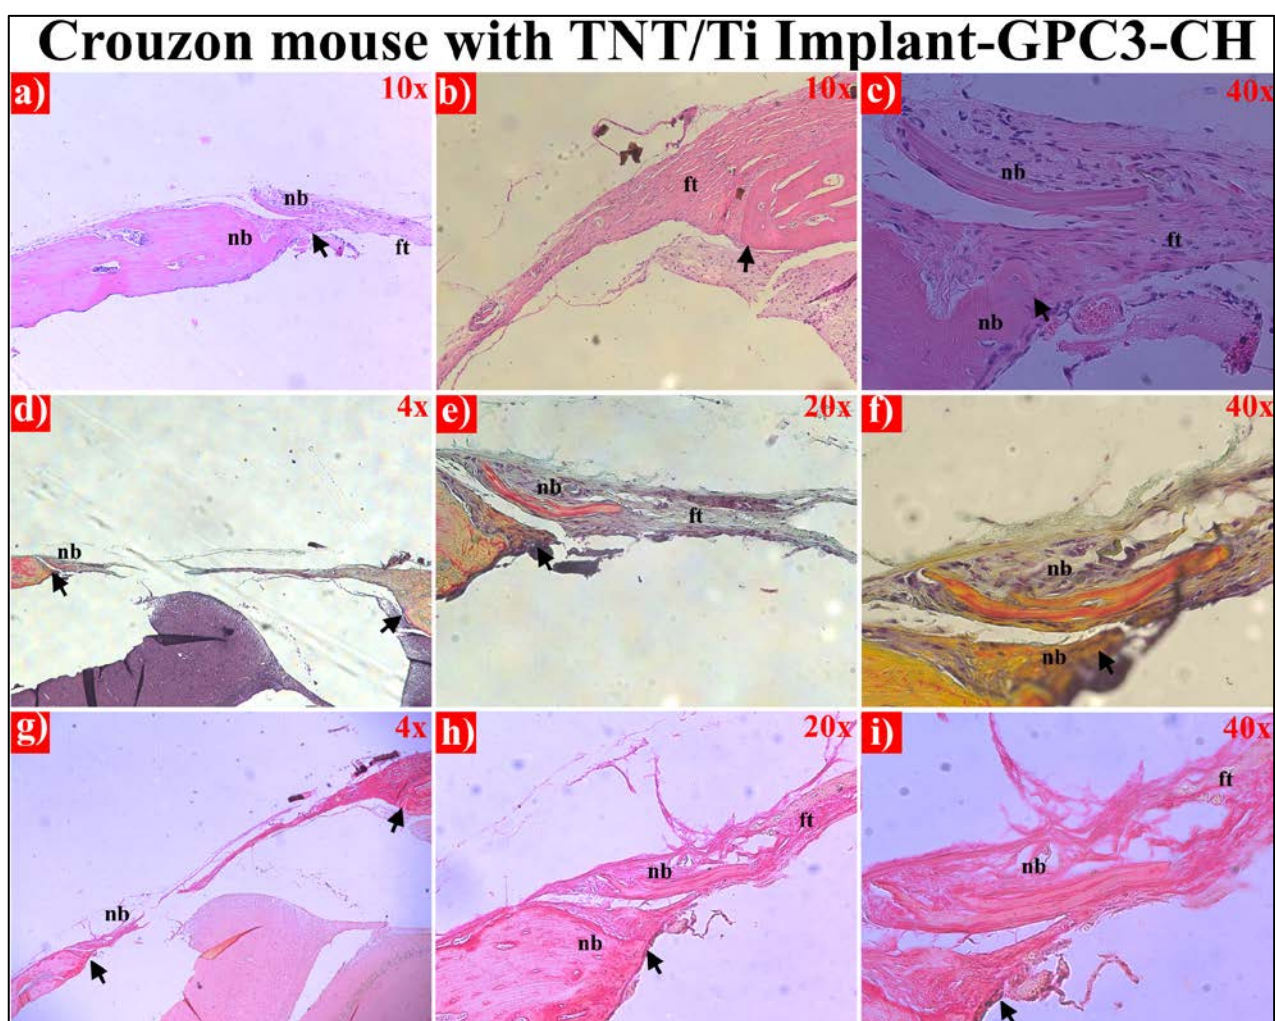 Crouzon mouse with TNT/Ti Implant-GPC3-CH
a) 10x
nb
nb
ft
b) 10x
ft
c) 40x
nb
ft
nb
d) 4x
nb
e) 20x
nb
ft
f) 40x
nb
nb
g) 4x
nb
h) 20x
ft
nb
nb
i) 40x
ft
nb